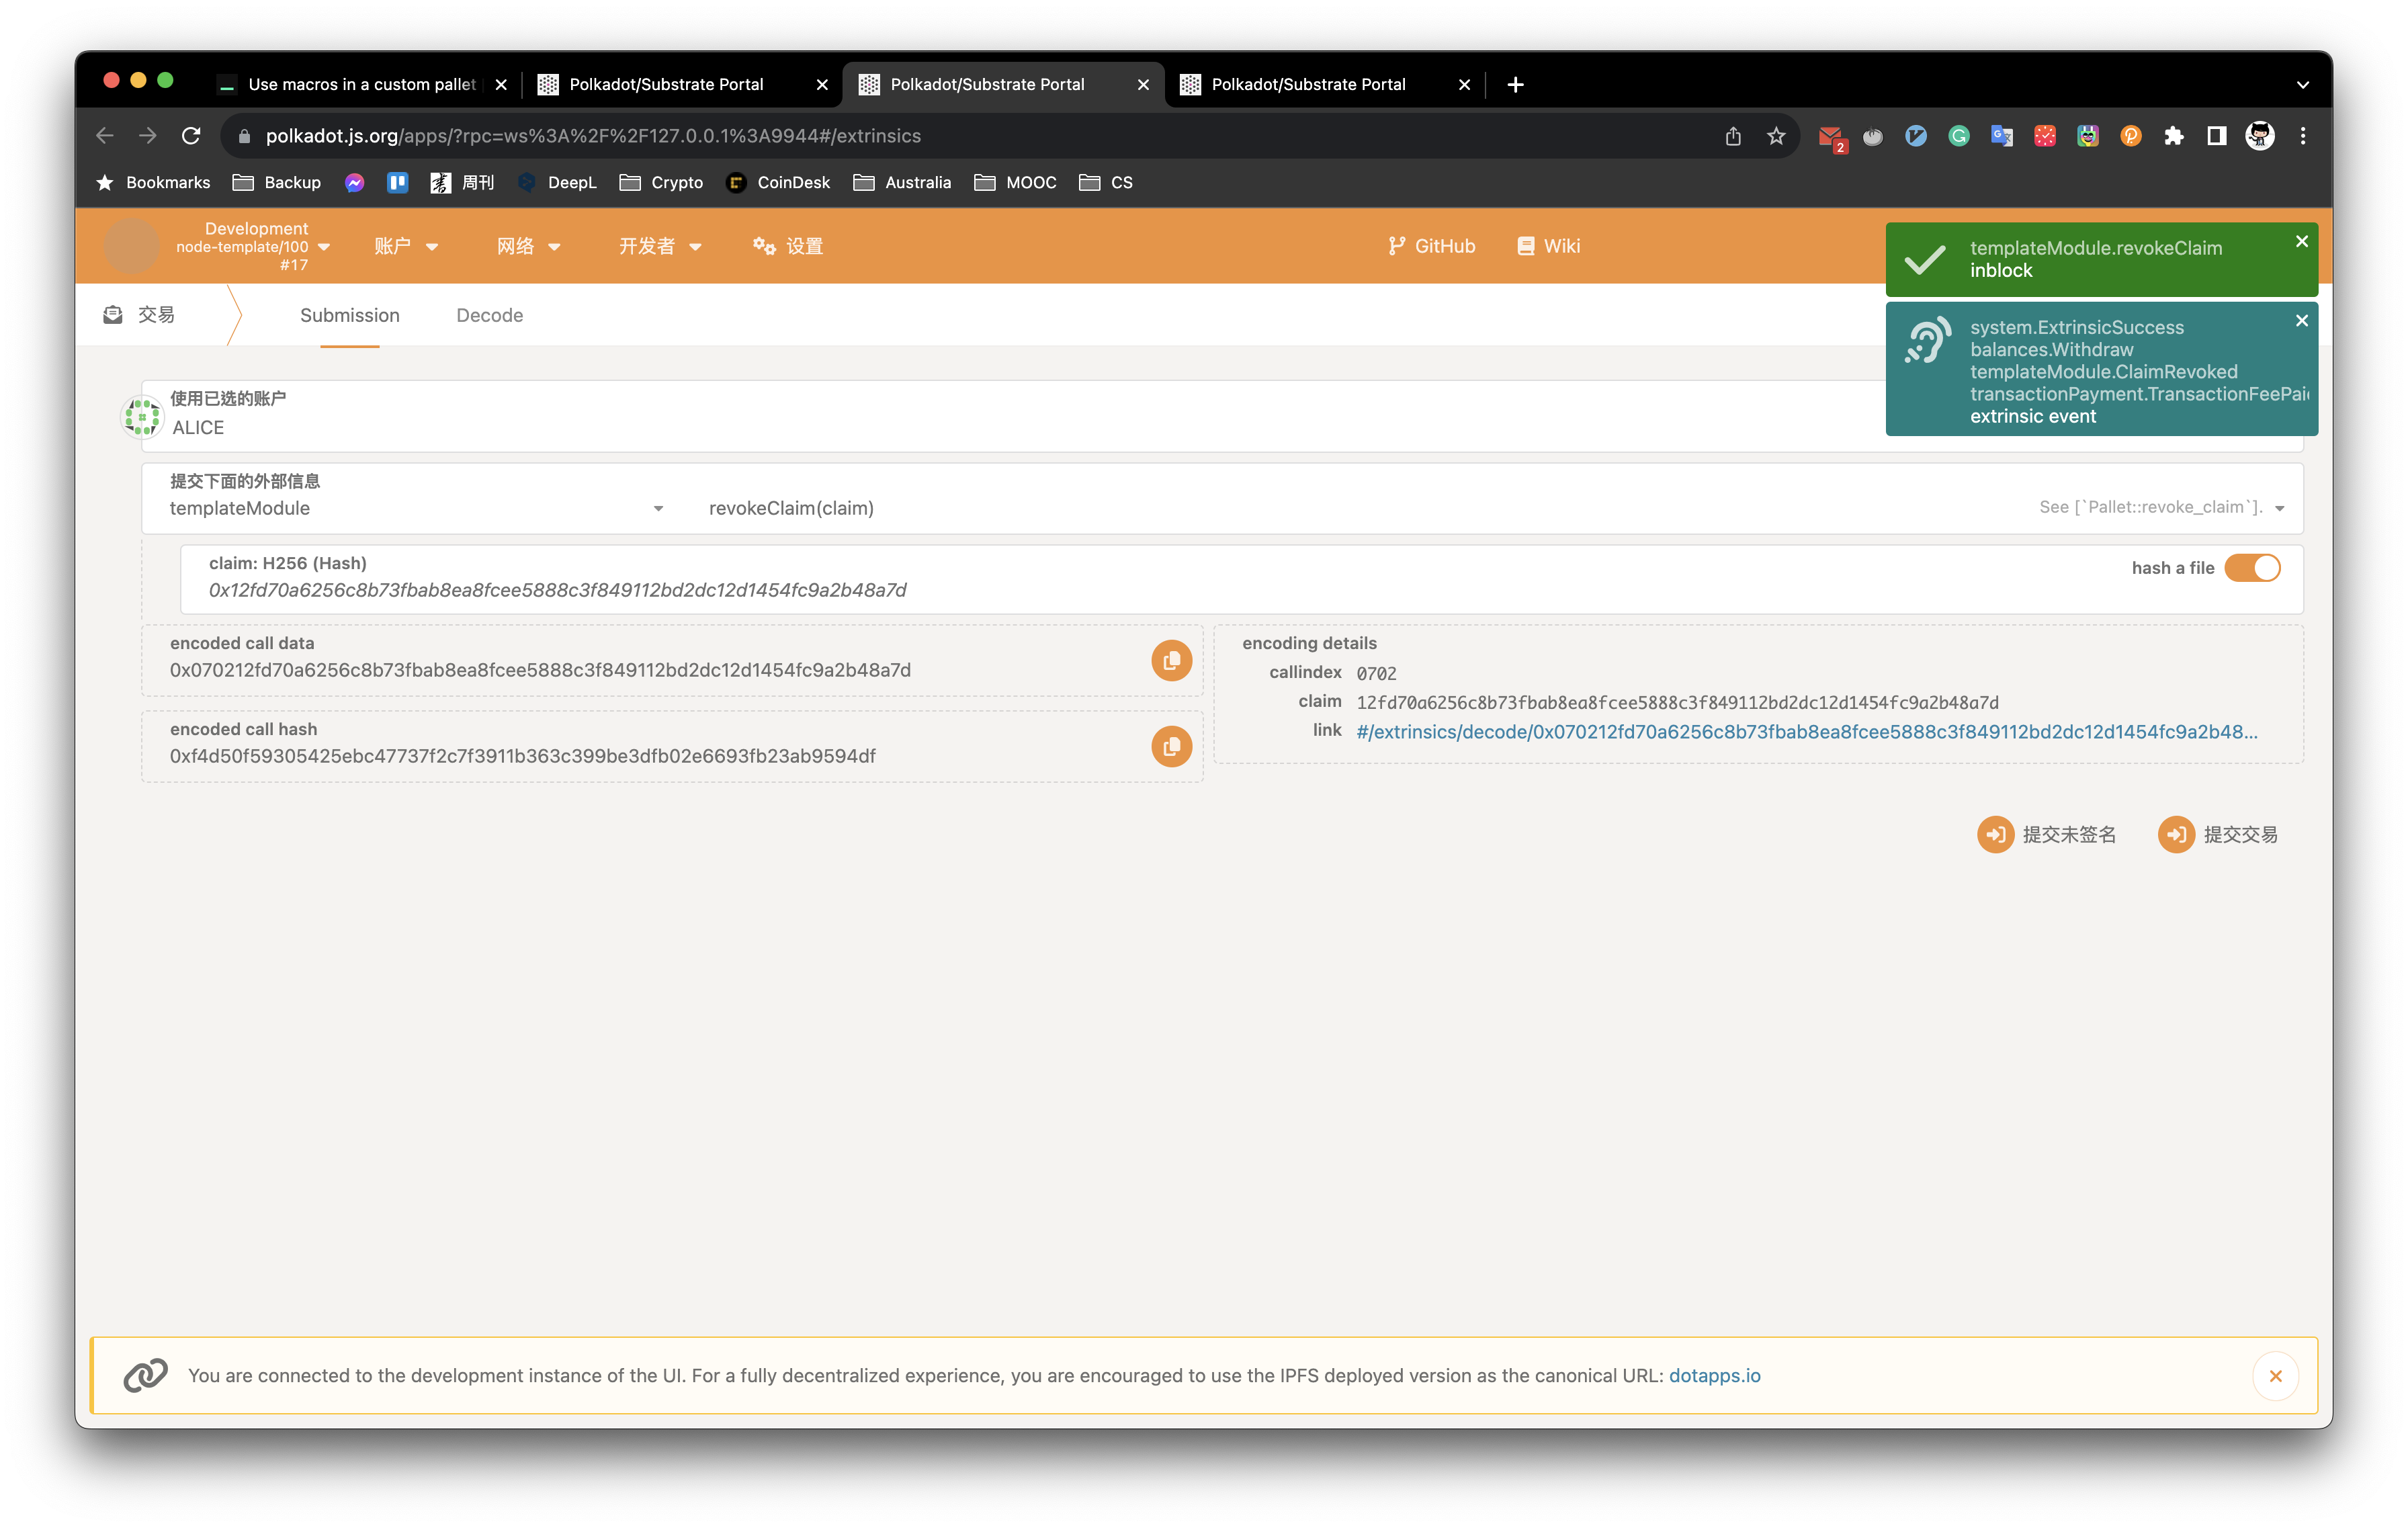 Use macros in a custom pallet
Polkadot/Substrate Portal
Polkadot/Substrate Portal
Polkadot/Substrate Portal
polkadot.js.org/apps/?rpc=ws%3A%2F%2F127.0.0.1%3A9944#/extrinsics
2
Bookmarks
Backup
周刊
DeepL
Crypto
CoinDesk
Australia
MOOC
CS
Development
node-template/100
#17
账户
网络
开发者
设置
GitHub
Wiki
templateModule.revokeClaim
inblock
system.ExtrinsicSuccess
balances.Withdraw
templateModule.ClaimRevoked
transactionPayment.TransactionFeePai
extrinsic event
交易
Submission
Decode
使用已选的账户
ALICE
提交下面的外部信息
templateModule
revokeClaim(claim)
See [`Pallet::revoke_claim`].
claim: H256 (Hash)
0x12fd70a6256c8b73fbab8ea8fcee5888c3f849112bd2dc12d1454fc9a2b48a7d
hash a file
encoded call data
0x070212fd70a6256c8b73fbab8ea8fcee5888c3f849112bd2dc12d1454fc9a2b48a7d
encoded call hash
0xf4d50f59305425ebc47737f2c7f3911b363c399be3dfb02e6693fb23ab9594df
encoding details
callindex 0702
claim 12fd70a6256c8b73fbab8ea8fcee5888c3f849112bd2dc12d1454fc9a2b48a7d
link #/extrinsics/decode/0x070212fd70a6256c8b73fbab8ea8fcee5888c3f849112bd2dc12d1454fc9a2b48...
提交未签名
提交交易
You are connected to the development instance of the UI. For a fully decentralized experience, you are encouraged to use the IPFS deployed version as the canonical URL: dotapps.io